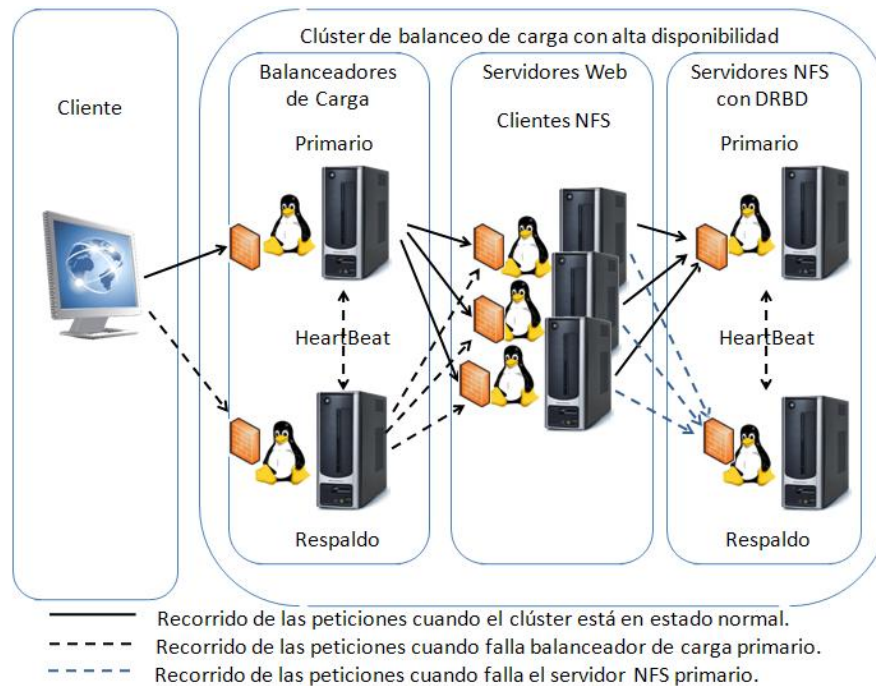 Clúster de balanceo de carga con alta disponibilidad
Cliente
Balanceadores
de Carga
Primario
HeartBeat
Respaldo
Servidores Web
Clientes NFS
Servidores NFS
con DRBD
Primario
HeartBeat
Respaldo
Recorrido de las peticiones cuando el clúster está en estado normal.
Recorrido de las peticiones cuando falla balanceador de carga primario.
Recorrido de las peticiones cuando falla el servidor NFS primario.